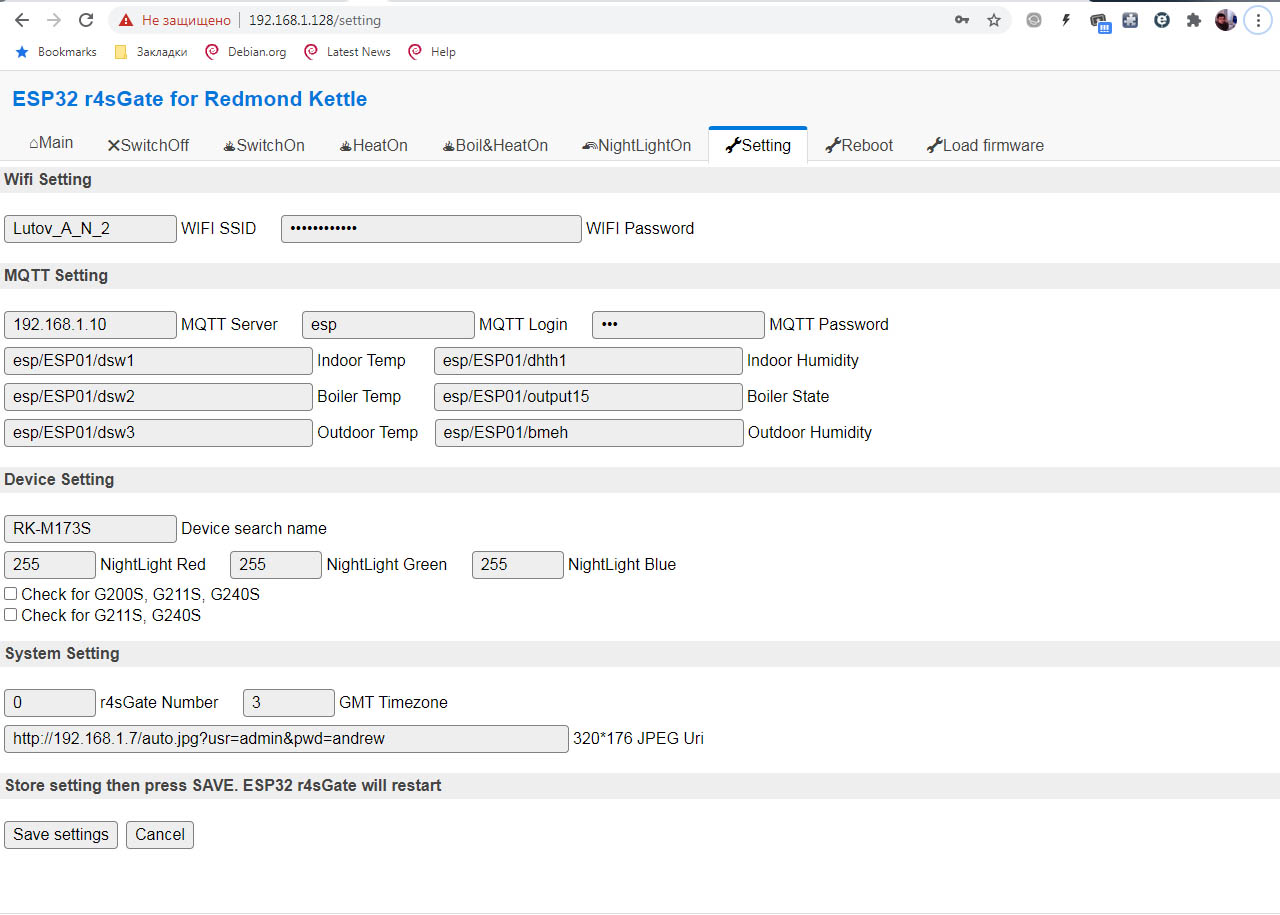 Не защищено 192.168.1.128/setting
Bookmarks Закладки Debian.org Latest News Help
ESP32 r4sGate for Redmond Kettle
Main SwitchOff SwitchOn HeatOn Boil&HeatOn NightLightOn Setting Reboot Load firmware
Wifi Setting
Lutov_A_N_2 WIFI SSID •••••••••••• WIFI Password
MQTT Setting
192.168.1.10 MQTT Server esp MQTT Login ••• MQTT Password
esp/ESP01/dsw1 Indoor Temp esp/ESP01/dhth1 Indoor Humidity
esp/ESP01/dsw2 Boiler Temp esp/ESP01/output15 Boiler State
esp/ESP01/dsw3 Outdoor Temp esp/ESP01/bmeh Outdoor Humidity
Device Setting
RK-M173S Device search name
255 NightLight Red 255 NightLight Green 255 NightLight Blue
Check for G200S, G211S, G240S
Check for G211S, G240S
System Setting
0 r4sGate Number 3 GMT Timezone
http://192.168.1.7/auto.jpg?usr=admin&pwd=andrew 320*176 JPEG Uri
Store setting then press SAVE. ESP32 r4sGate will restart
Save settings Cancel